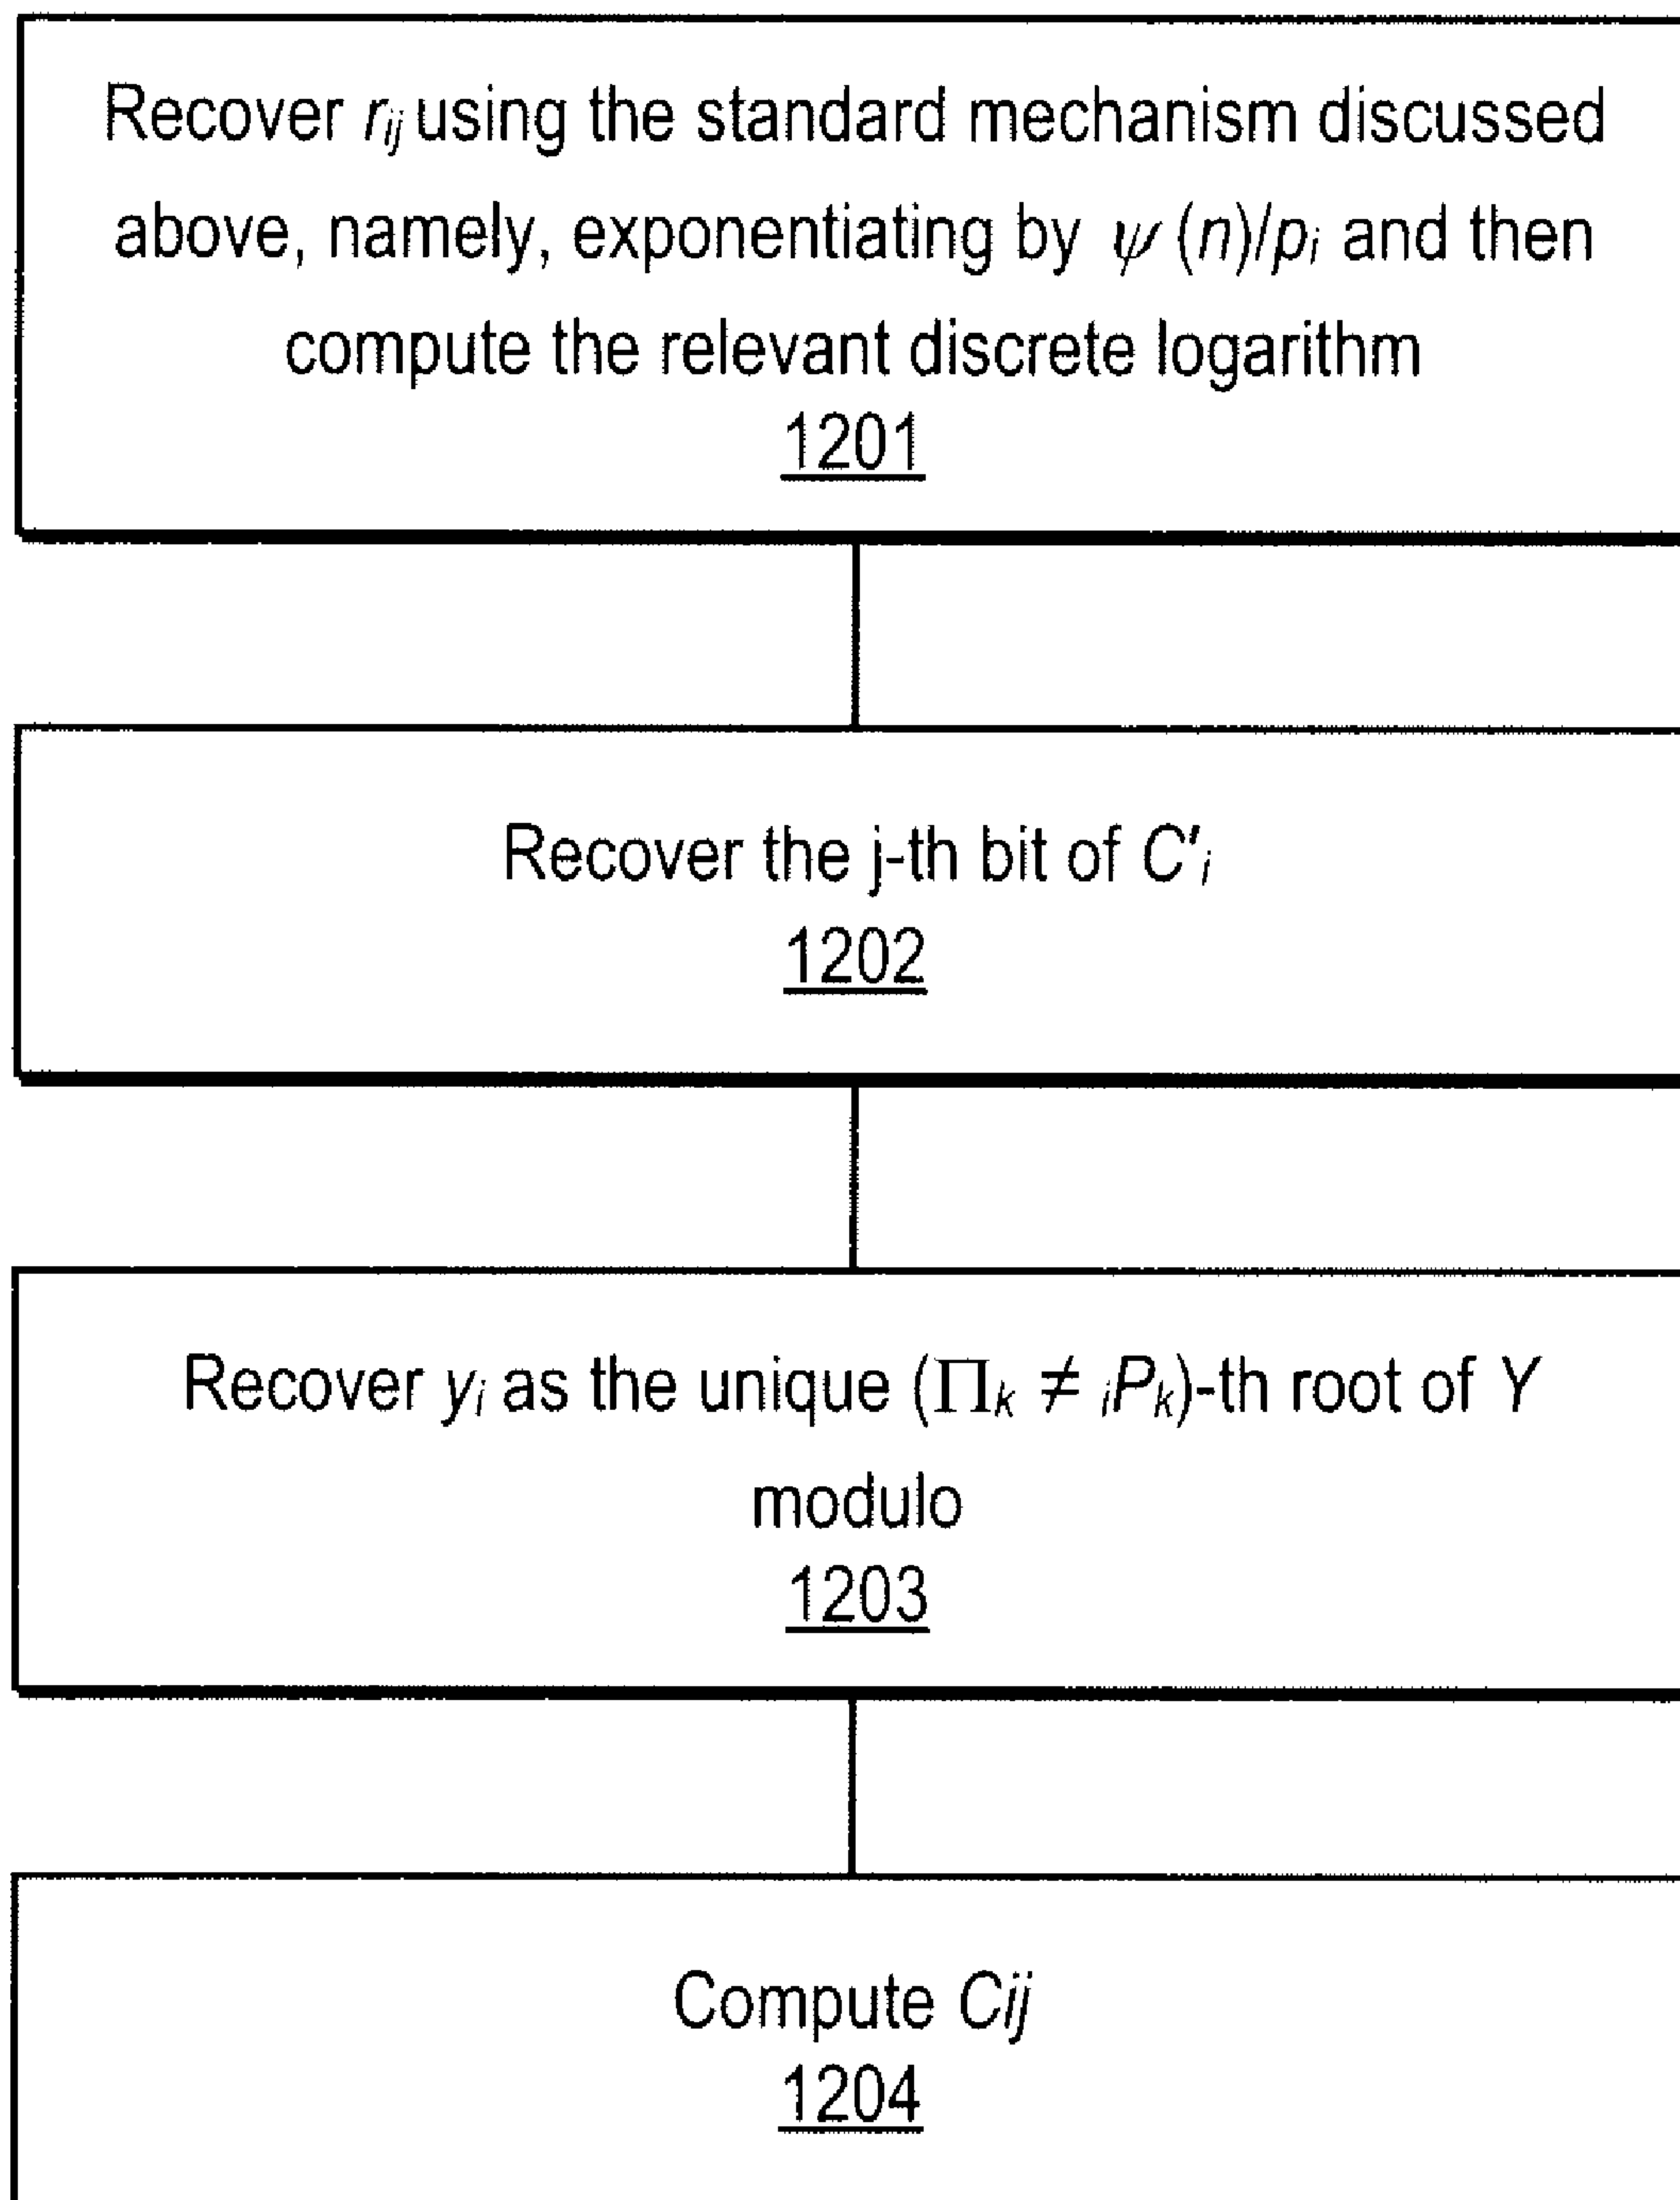 Recover rij using the standard mechanism discussed
above, namely, exponentiating by ψ (n)/pi and then
compute the relevant discrete logarithm
1201
Recover the j-th bit of C'i
1202
Recover yi as the unique (Πk ≠ iPk)-th root of Y
modulo
1203
Compute Cij
1204